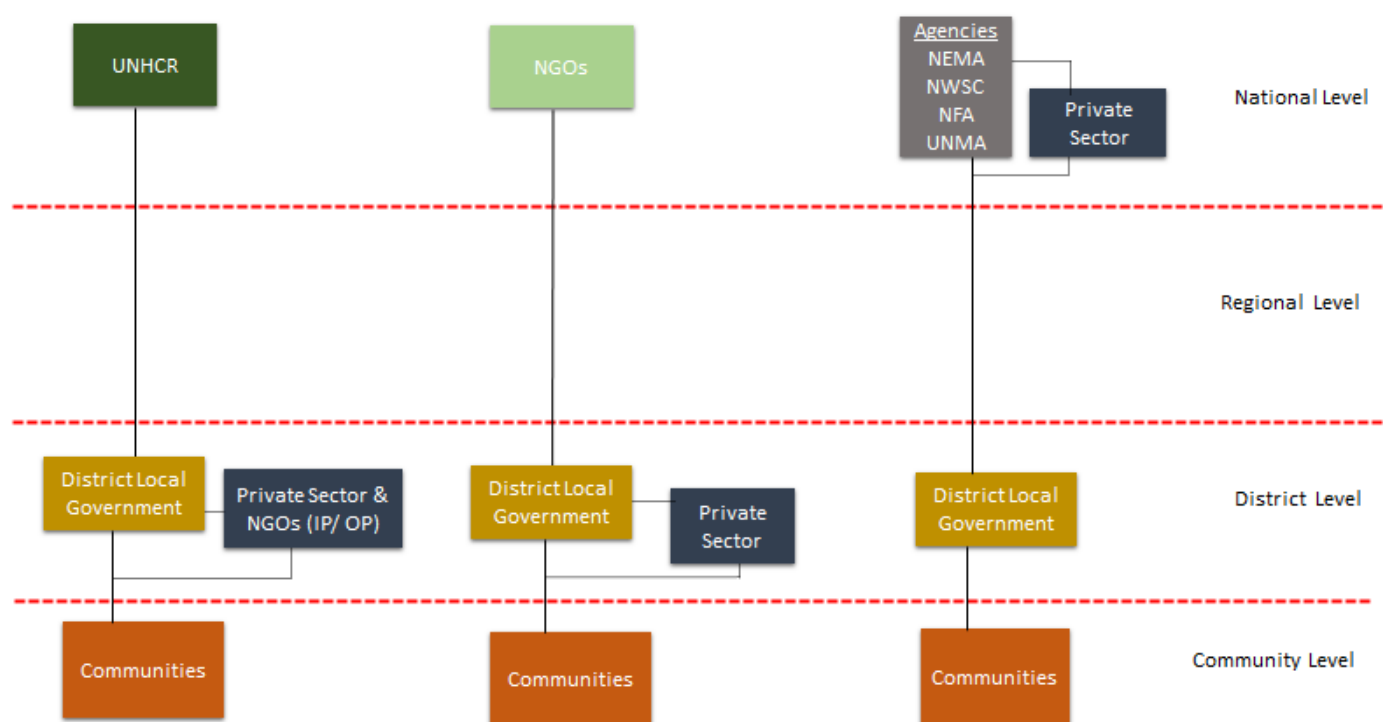 UNHCR
NGOs
Agencies
NEMA
NWSC
NFA
UNMA
Private
Sector
National Level
Regional Level
District Local
Government
Private Sector &
NGOs (IP/ OP)
District Local
Government
Private
Sector
District Local
Government
District Level
Communities
Communities
Communities
Community Level